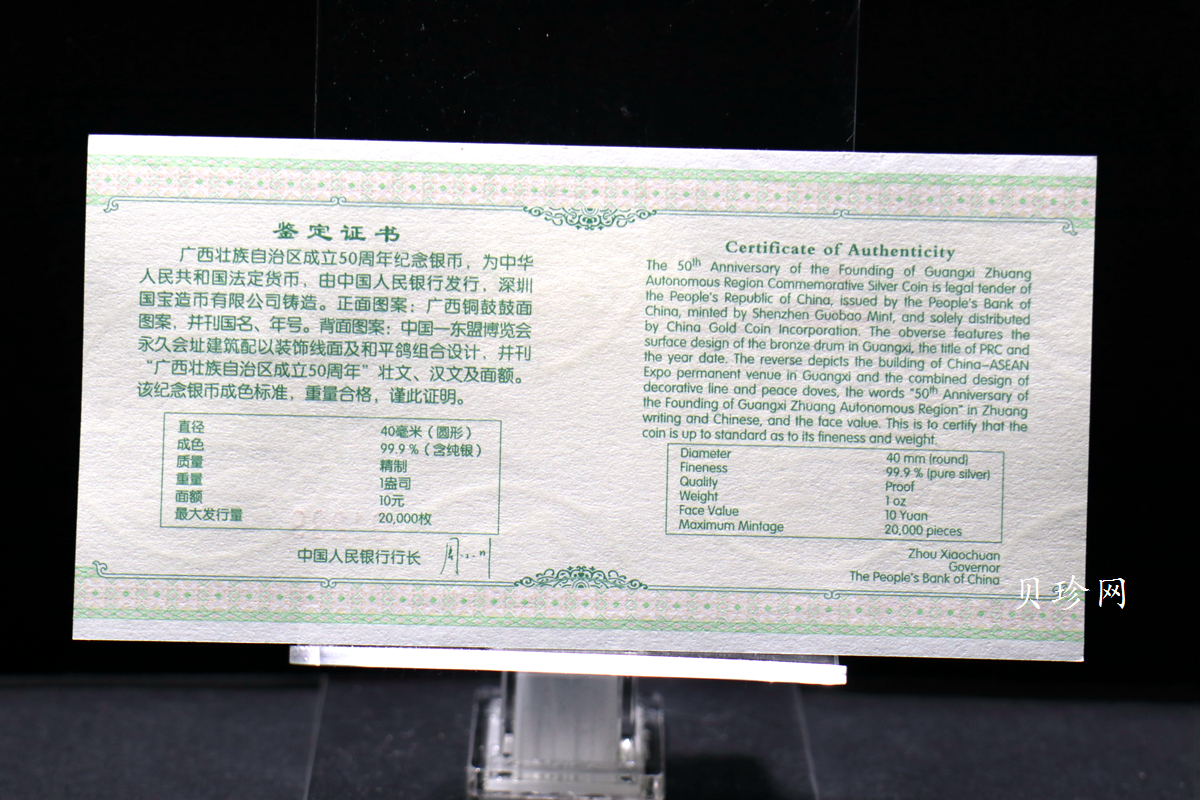 鉴定证书
广西壮族自治区成立50周年纪念银币，为中华
人民共和国法定货币，由中国人民银行发行，深圳
国宝造币有限公司铸造。正面图案：广西铜鼓鼓面
图案，并刊国名、年号。背面图案：中国—东盟博览会
永久会址建筑配以装饰线面及和平鸽组合设计，并刊
“广西壮族自治区成立50周年”壮文、汉文及面额。
该纪念银币成色标准，重量合格，谨此证明。
直径 40毫米（圆形）
成色 99.9％（含纯银）
质量 精制
重量 1盎司
面额 10元
最大发行量 20,000枚
中国人民银行行长
Certificate of Authenticity
The 50th Anniversary of the Founding of Guangxi Zhuang
Autonomous Region Commemorative Silver Coin is legal tender of
the People's Republic of China, issued by the People's Bank of
China, minted by Shenzhen Guobao Mint, and solely distributed
by China Gold Coin Incorporation. The obverse features the
surface design of the bronze drum in Guangxi, the title of PRC and
the year date. The reverse depicts the building of China–ASEAN
Expo permanent venue in Guangxi and the combined design of
decorative line and peace doves, the words "50th Anniversary of
the Founding of Guangxi Zhuang Autonomous Region" in Zhuang
writing and Chinese, and the face value. This is to certify that the
coin is up to standard as to its fineness and weight.
Diameter 40 mm (round)
Fineness 99.9 % (pure silver)
Quality Proof
Weight 1 oz
Face Value 10 Yuan
Maximum Mintage 20,000 pieces
Zhou Xiaochuan
Governor
The People's Bank of China
贝珍网